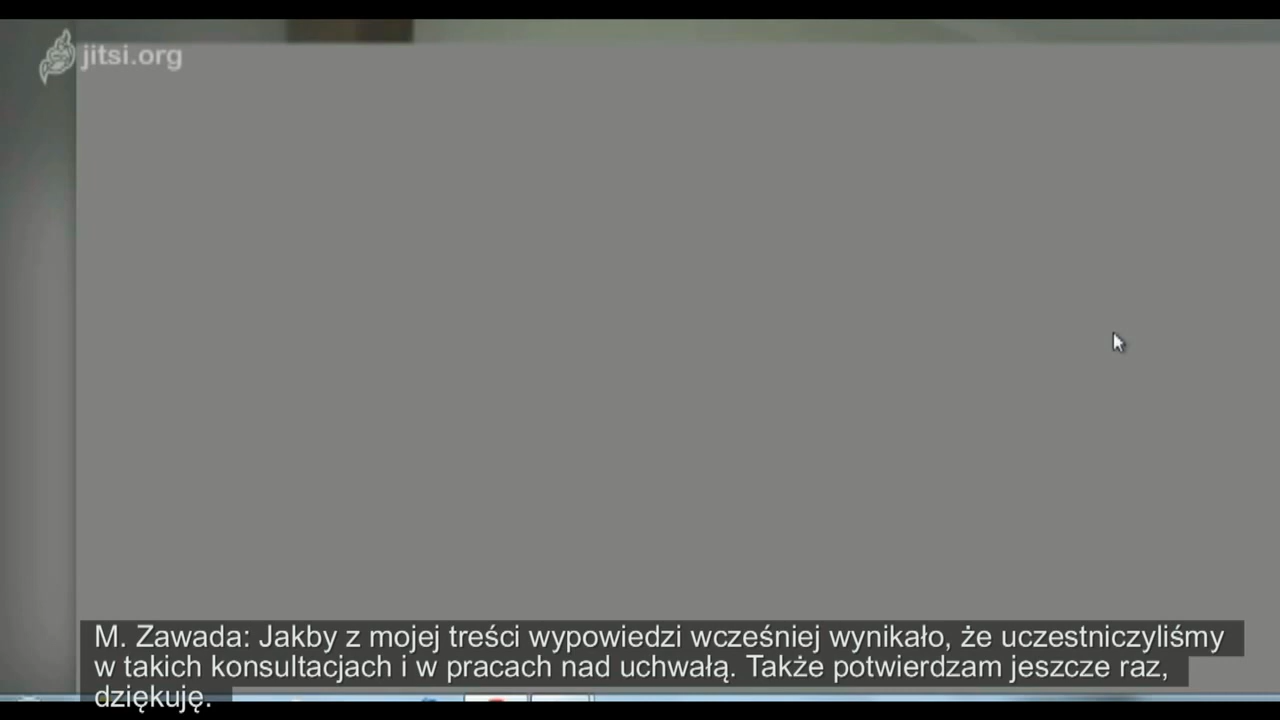 jitsi.org
M. Zawada: Jakby z mojej treści wypowiedzi wcześniej wynikało, że uczestniczyliśmy
w takich konsultacjach i w pracach nad uchwałą. Także potwierdzam jeszcze raz,
dziękuję.